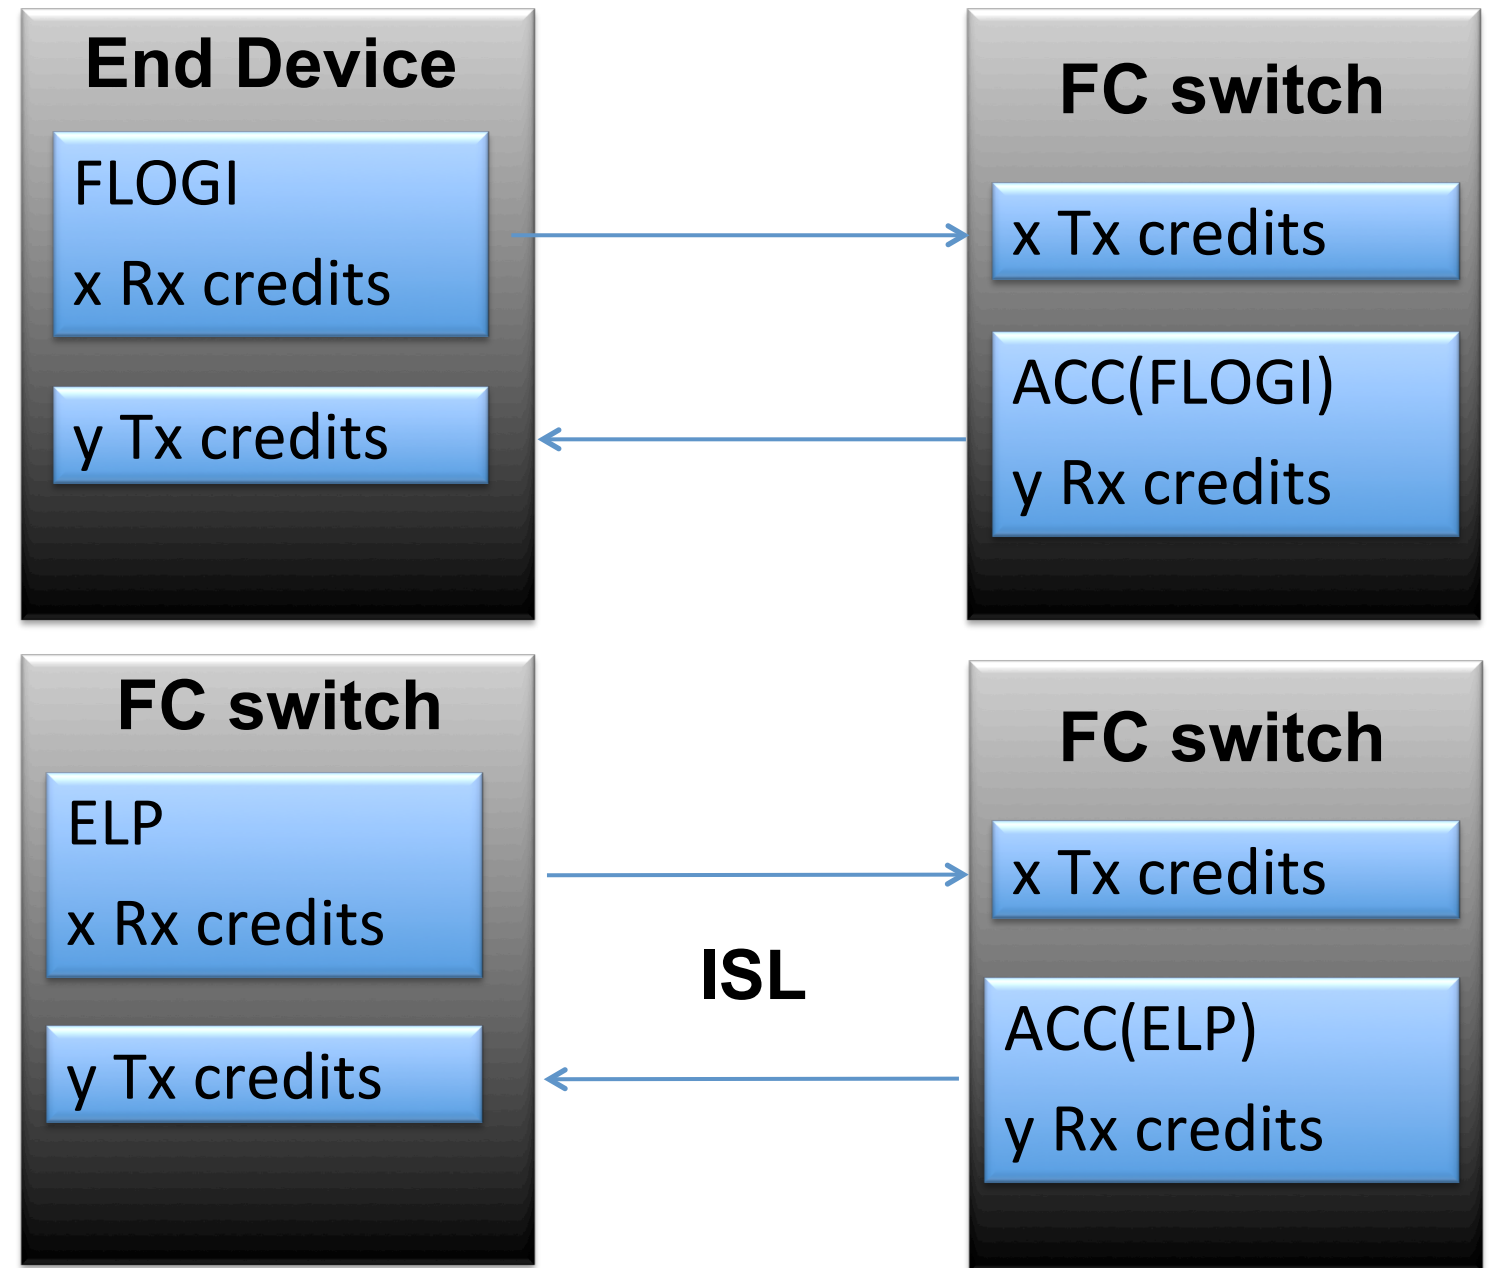 End Device
FLOGI
x Rx credits
y Tx credits
FC switch
x Tx credits
ACC(FLOGI)
y Rx credits
FC switch
ELP
x Rx credits
y Tx credits
ISL
FC switch
x Tx credits
ACC(ELP)
y Rx credits